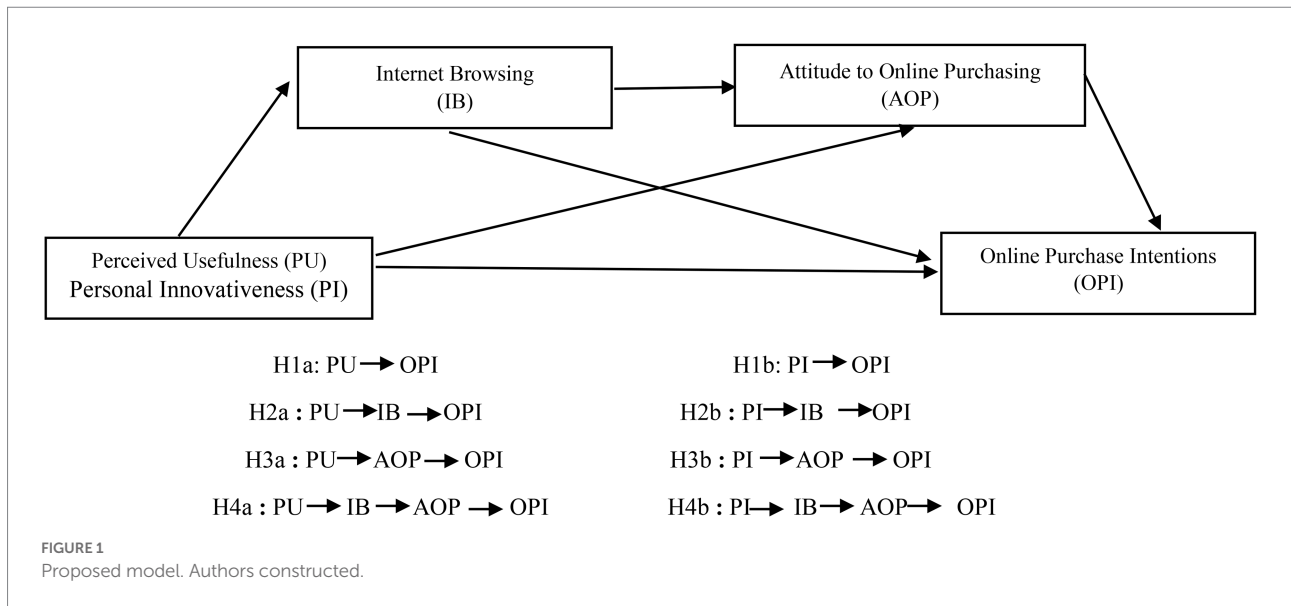 Internet Browsing
(IB)
Attitude to Online Purchasing
(AOP)
Perceived Usefulness (PU)
Personal Innovativeness (PI)
Online Purchase Intentions
(OPI)
H1a: PU → OPI
H1b: PI → OPI
H2a : PU → IB → OPI
H2b : PI → IB → OPI
H3a : PU → AOP → OPI
H3b : PI → AOP → OPI
H4a : PU → IB → AOP → OPI
H4b : PI → IB → AOP → OPI
FIGURE 1
Proposed model. Authors constructed.